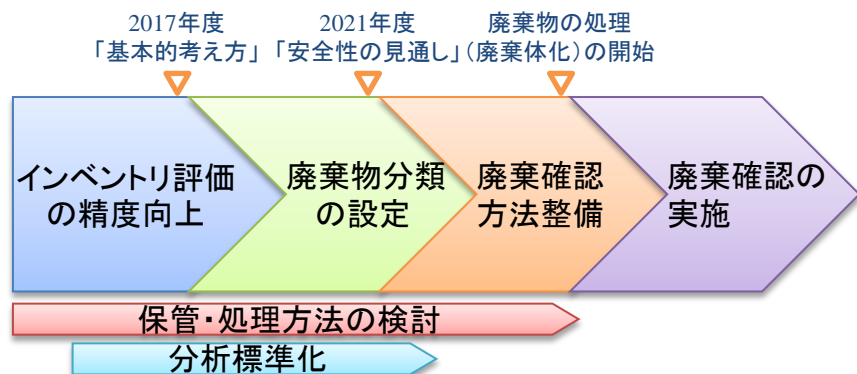 2017年度
「基本的考え方」
2021年度
「安全性の見通し」
廃棄物の処理
(廃棄体化)の開始
インベントリ評価
の精度向上
廃棄物分類
の設定
廃棄確認
方法整備
廃棄確認の
実施
保管・処理方法の検討
分析標準化